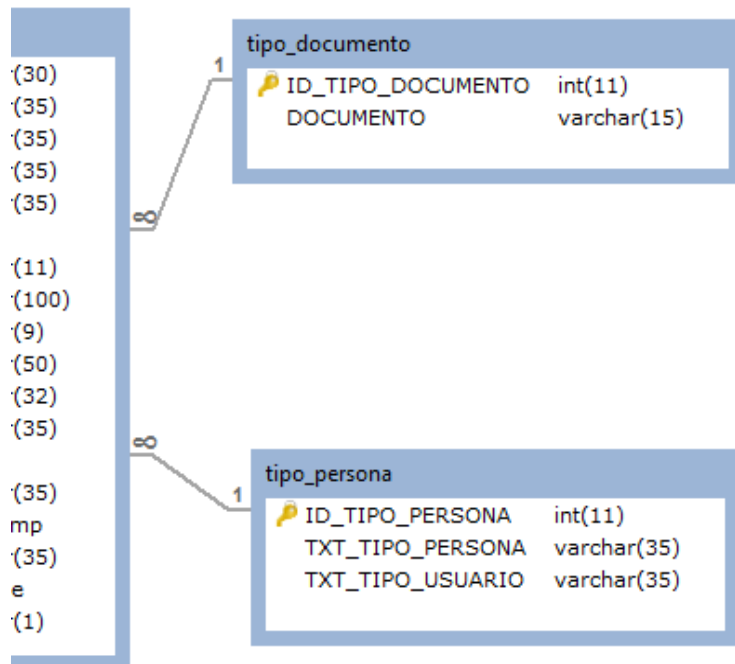 r(30)
r(35)
r(35)
r(35)
r(35)
r(11)
r(100)
r(9)
r(50)
r(32)
r(35)
r(35)
mp
r(35)
e
r(1)
∞
∞
1
tipo_documento
ID_TIPO_DOCUMENTO int(11)
DOCUMENTO varchar(15)
1
tipo_persona
ID_TIPO_PERSONA int(11)
TXT_TIPO_PERSONA varchar(35)
TXT_TIPO_USUARIO varchar(35)